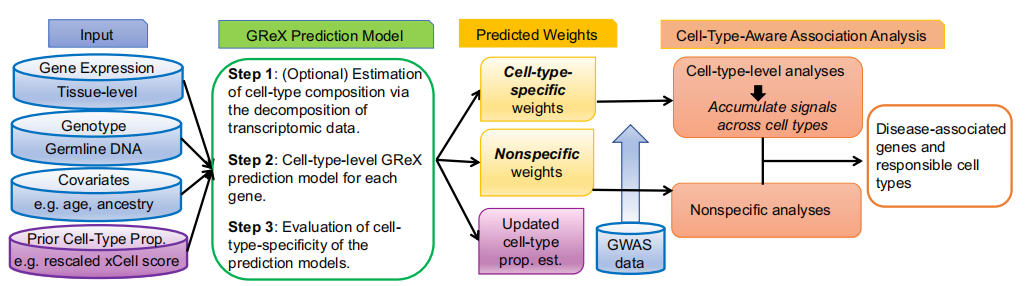 Input
Gene Expression
Tissue-level
Genotype
Germline DNA
Covariates
e.g. age, ancestry
Prior Cell-Type Prop.
e.g. rescaled xCell score
GReX Prediction Model
Step 1: (Optional) Estimation
of cell-type composition via
the decomposition of
transcriptomic data.
Step 2: Cell-type-level GReX
prediction model for each
gene.
Step 3: Evaluation of cell-
type-specificity of the
prediction models.
Predicted Weights
Cell-type-
specific
weights
Nonspecific
weights
Updated
cell-type
prop. est.
GWAS
data
Cell-Type-Aware Association Analysis
Cell-type-level analyses
Accumulate signals
across cell types
Nonspecific analyses
Disease-associated
genes and
responsible cell
types